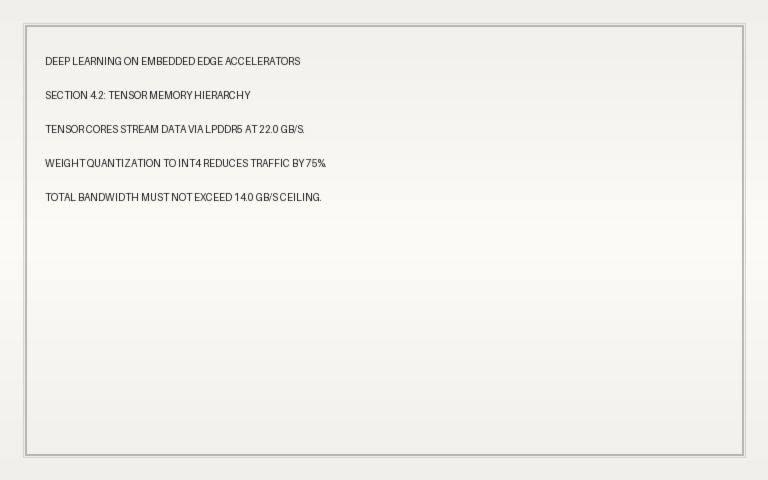 DEEP LEARNING ON EMBEDDED EDGE ACCELERATORS
SECTION 4.2: TENSOR MEMORY HIERARCHY
TENSOR CORES STREAM DATA VIA LPDDR5 AT 22.0 GB/S.
WEIGHT QUANTIZATION TO INT4 REDUCES TRAFFIC BY 75%.
TOTAL BANDWIDTH MUST NOT EXCEED 14.0 GB/S CEILING.